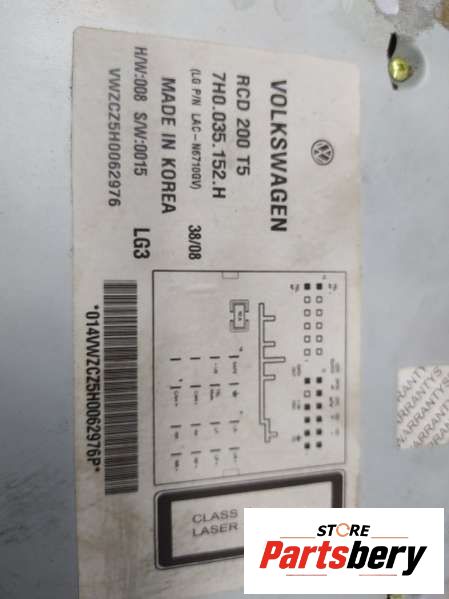 VOLKSWAGEN
RCD 200 T5
7H0.035.152.H
(LG P/N LAC-N6710GV) 38/08
MADE IN KOREA
H/W:008 S/W:0015 LG3
VWZCZ5H0062976
*014VWZCZ5H0062976P*
CLASS
LASER
WARRANTYS
STORE
Partsbery